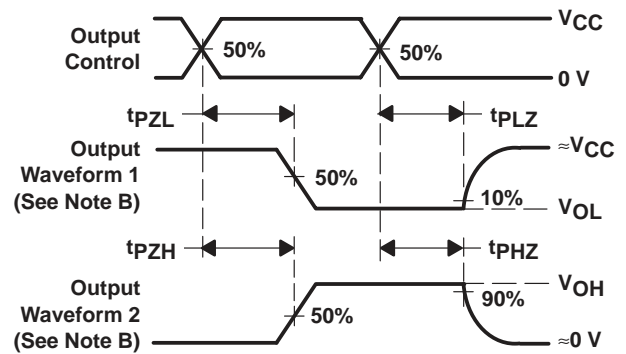 VCC
Output
Control
50%
50%
0 V
tPZL
tPLZ
Output
Waveform 1
(See Note B)
≈VCC
50%
10%
VOL
tPZH
tPHZ
Output
Waveform 2
(See Note B)
VOH
90%
50%
≈0 V